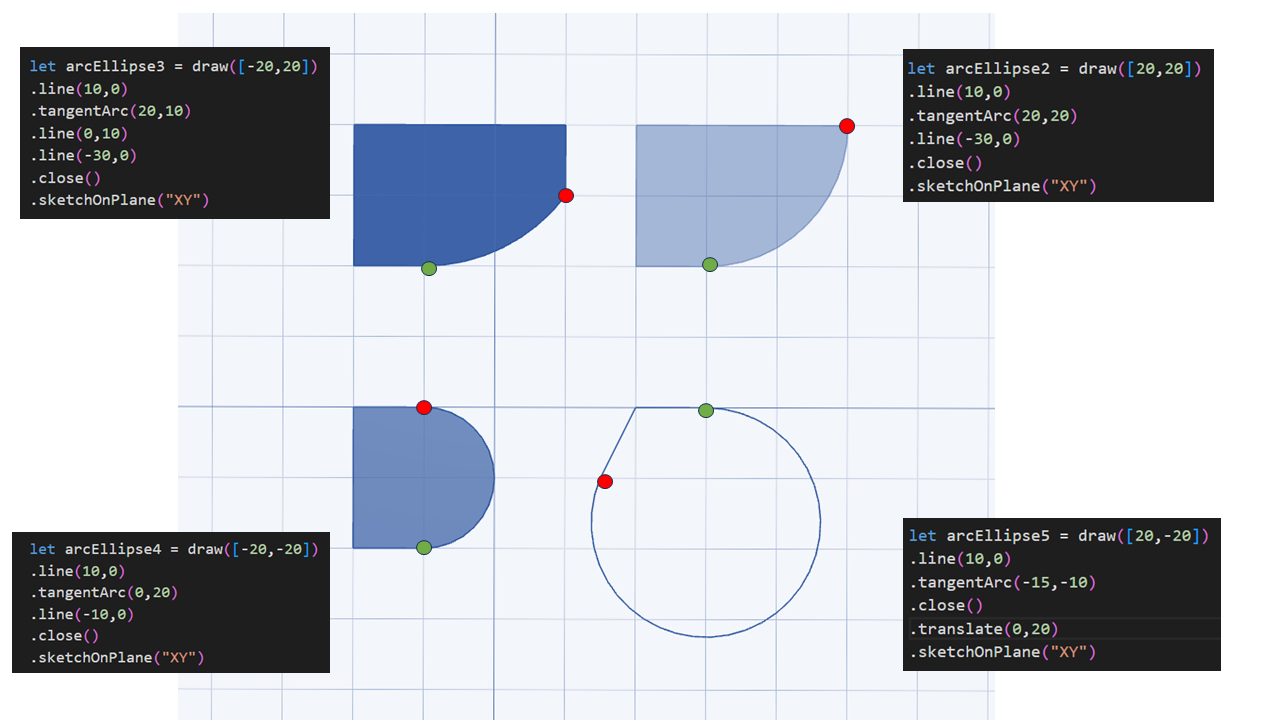 let arcEllipse3 = draw([-20,20])
.line(10,0)
.tangentArc(20,10)
.line(0,10)
.line(-30,0)
.close()
.sketchOnPlane("XY")
let arcEllipse2 = draw([20,20])
.line(10,0)
.tangentArc(20,20)
.line(-30,0)
.close()
.sketchOnPlane("XY")
let arcEllipse4 = draw([-20,-20])
.line(10,0)
.tangentArc(0,20)
.line(-10,0)
.close()
.sketchOnPlane("XY")
let arcEllipse5 = draw([20,-20])
.line(10,0)
.tangentArc(-15,-10)
.close()
.translate(0,20)
.sketchOnPlane("XY")